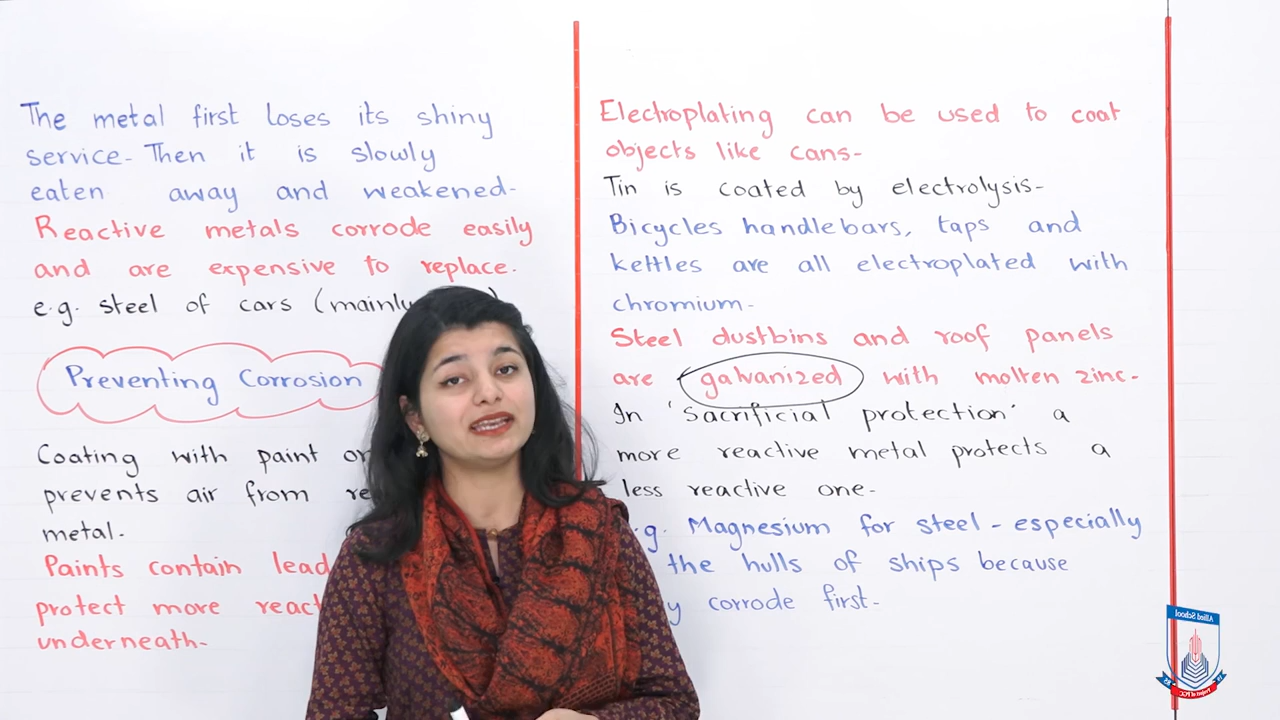 The metal first loses its shiny
service. Then it is slowly
eaten away and weakened.
Reactive metals corrode easily
and are expensive to replace.
e.g. steel of cars (mainly
Preventing Corrosion
Coating with paint or
prevents air from
metal.
Paints contain lead
protect more
underneath.
Electroplating can be used to coat
objects like cans.
Tin is coated by electrolysis.
Bicycles handlebars, taps and
kettles are all electroplated with
chromium.
Steel dustbins and roof panels
are galvanized with molten zinc.
In 'Sacrificial protection' a
more reactive metal protects a
less reactive one.
Magnesium for steel - especially
the hulls of ships because
corrode first.
Allied School
Project of PGC